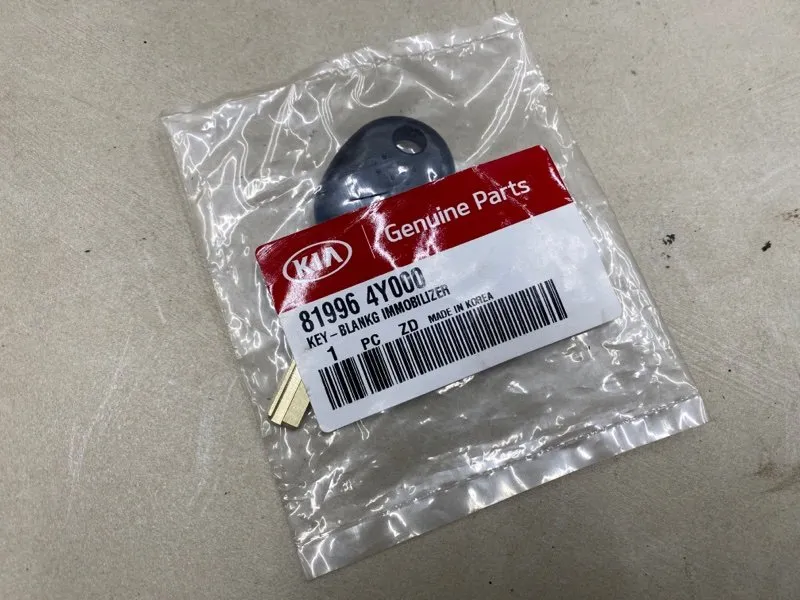 KIA Genuine Parts
81996 4Y000
KEY-BLANKG IMMOBILIZER
1 PC ZD MADE IN KOREA